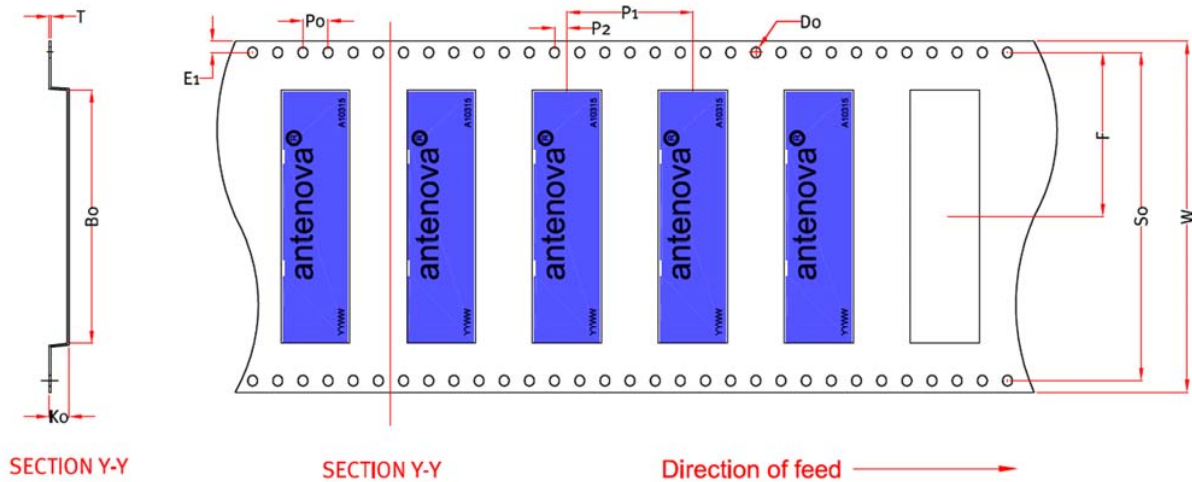 T
Po
P1
P2
Do
E1
Bo
Ko
F
So
W
antenova®
A10315
YYWW
antenova®
A10315
YYWW
antenova®
A10315
YYWW
antenova®
A10315
YYWW
antenova®
A10315
YYWW
SECTION Y-Y
SECTION Y-Y
Direction of feed